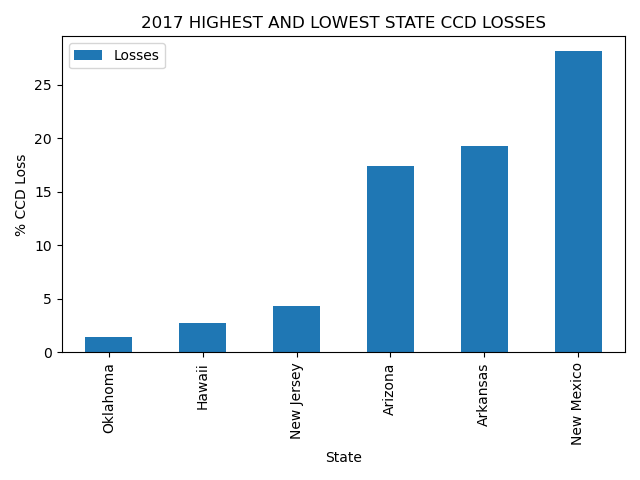 2017 HIGHEST AND LOWEST STATE CCD LOSSES
Losses
% CCD Loss
25
20
15
10
5
0
Oklahoma
Hawaii
New Jersey
Arizona
Arkansas
New Mexico
State